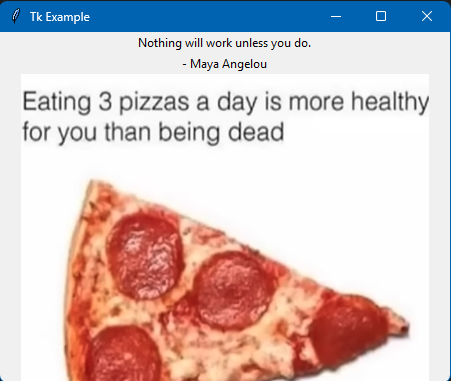 Tk Example
Nothing will work unless you do.
- Maya Angelou
Eating 3 pizzas a day is more healthy
for you than being dead